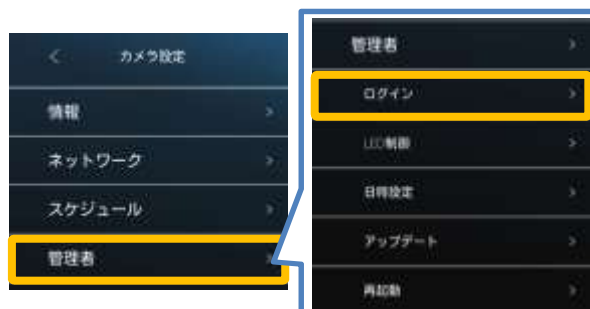 カメラ設定
情報
ネットワーク
スケジュール
管理者
管理者
ログイン
LED制御
日時設定
アップデート
再起動